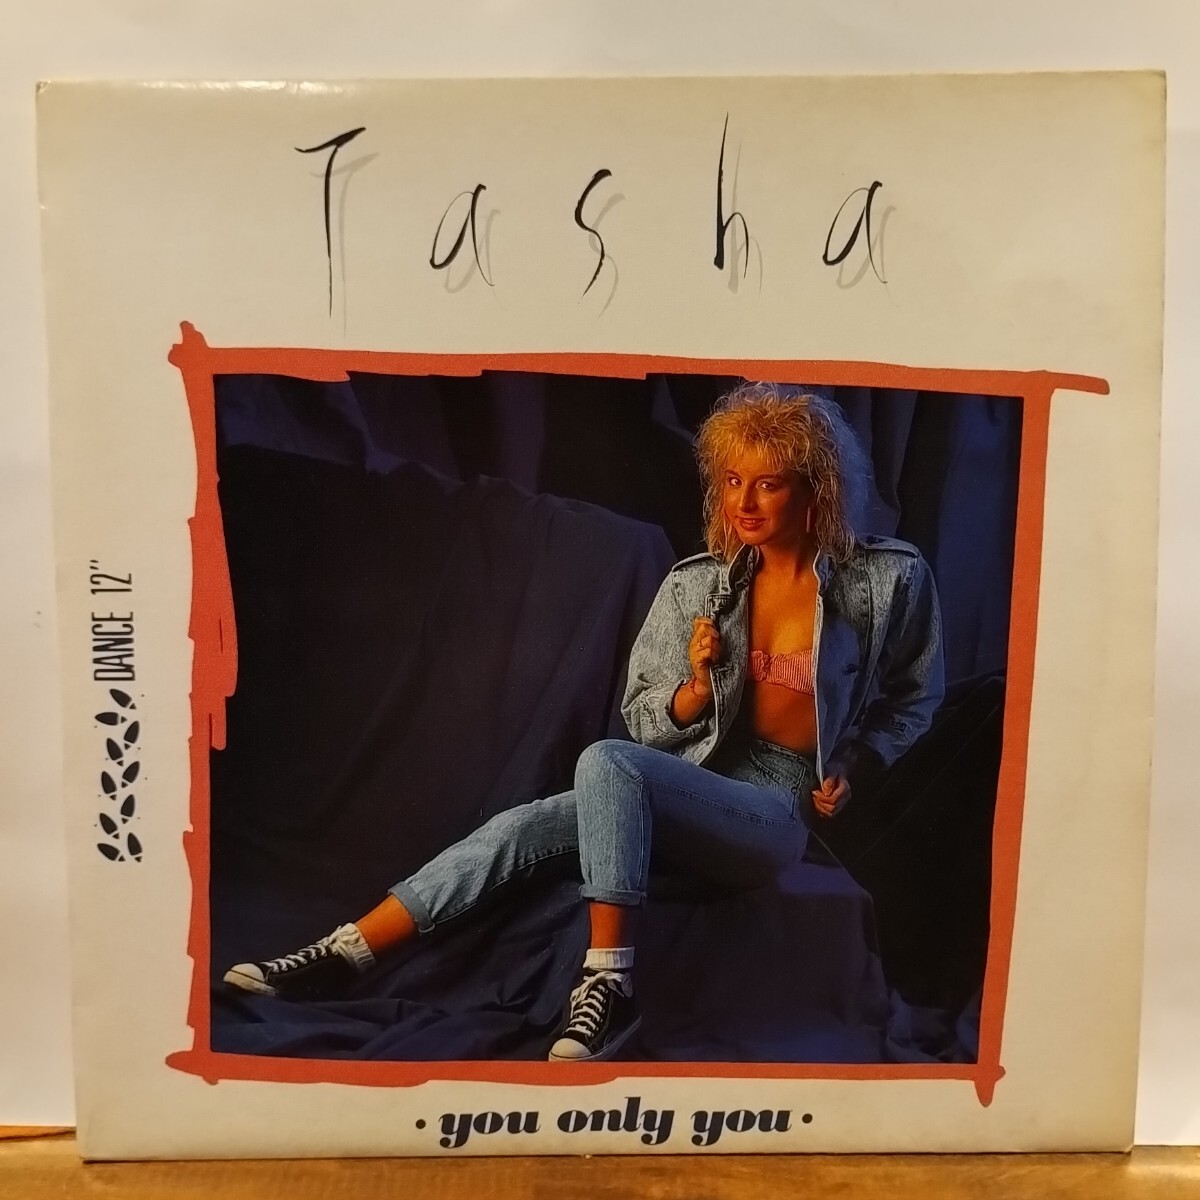 Tasha
DANCE 12"
• you only you •